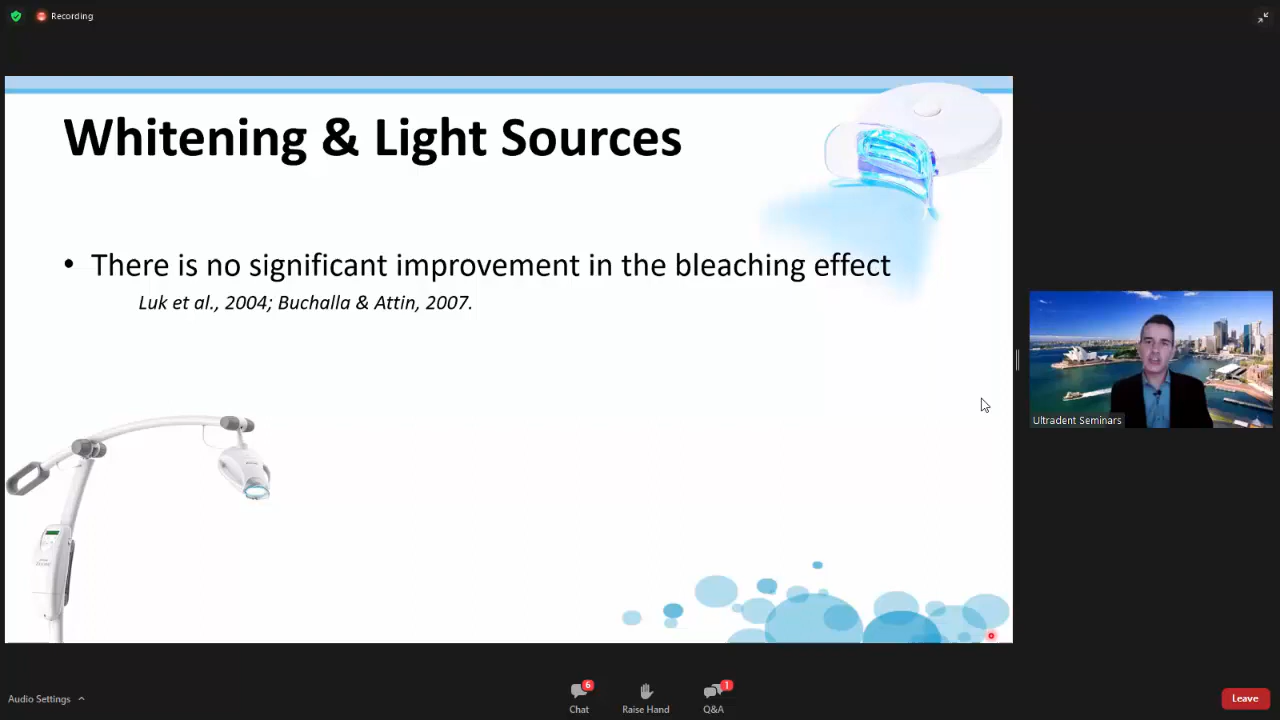 Recording
Whitening & Light Sources
• There is no significant improvement in the bleaching effect
Luk et al., 2004; Buchalla & Attin, 2007.
Ultradent Seminars
Audio Settings
6
Chat
Raise Hand
1
Q&A
Leave